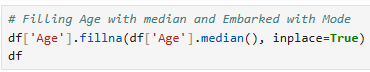 # Filling Age with median and Embarked with Mode
df['Age'].fillna(df['Age'].median(), inplace=True)
df